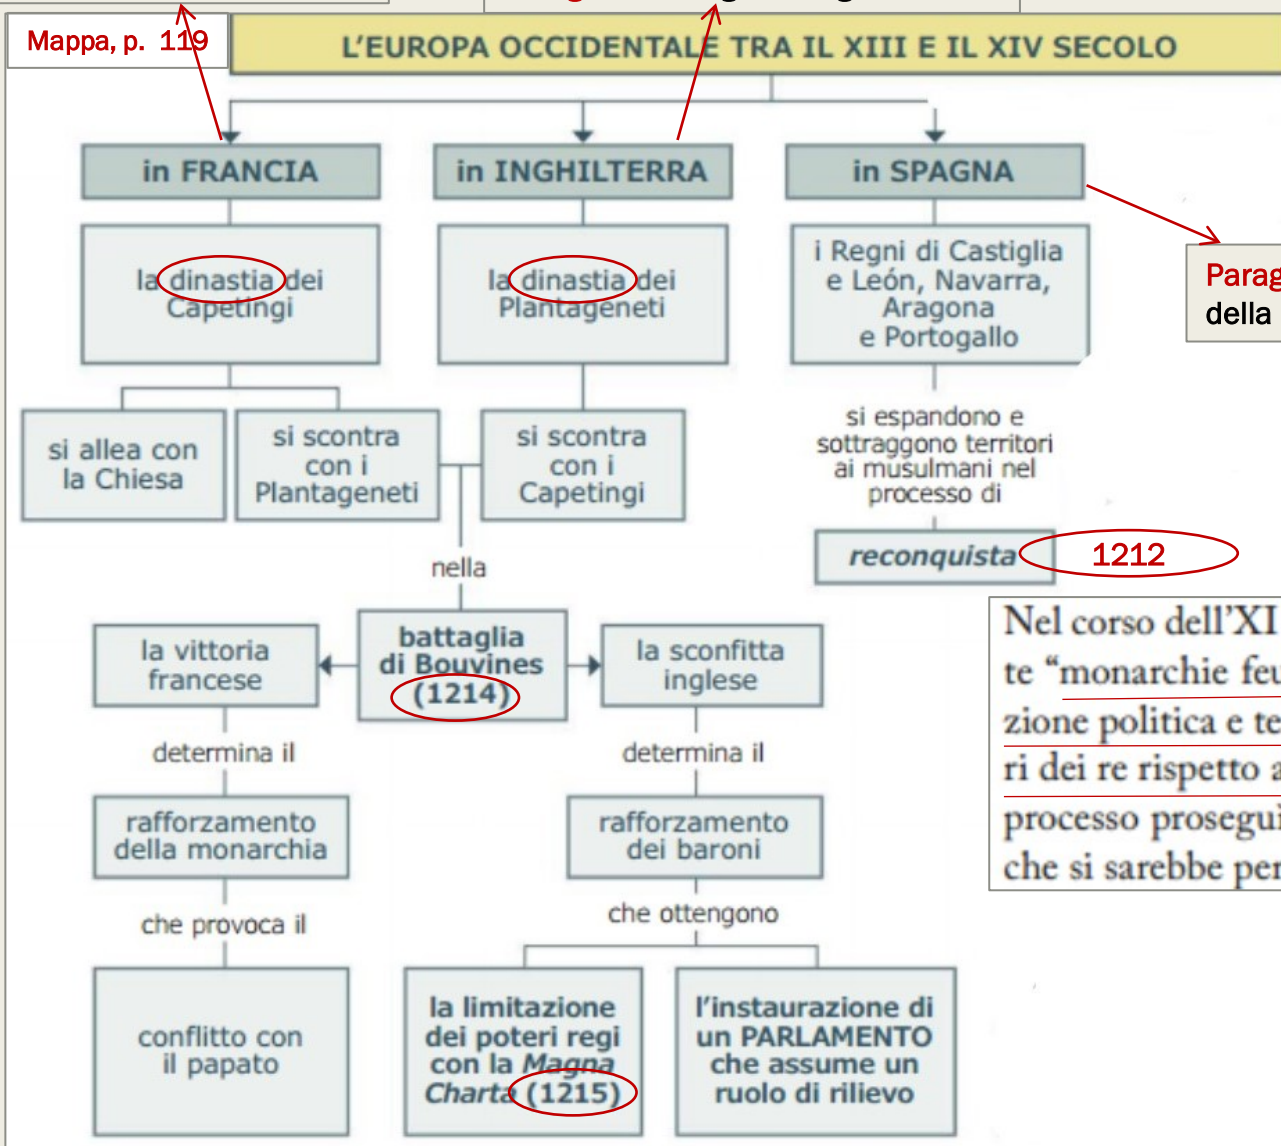 Mappa, p. 119
L'EUROPA OCCIDENTALE TRA IL XIII E IL XIV SECOLO
in FRANCIA
in INGHILTERRA
in SPAGNA
la dinastia dei
Capetingi
la dinastia dei
Plantageneti
i Regni di Castiglia
e León, Navarra,
Aragona
e Portogallo
Parag
della
si allea con
la Chiesa
si scontra
con i
Plantageneti
si scontra
con i
Capetingi
si espandono e
sottraggono territori
ai musulmani nel
processo di
reconquista
1212
nella
battaglia
di Bouvines
(1214)
la vittoria
francese
la sconfitta
inglese
determina il
determina il
rafforzamento
della monarchia
rafforzamento
dei baroni
che provoca il
che ottengono
conflitto con
il papato
la limitazione
dei poteri regi
con la Magna
Charta (1215)
l'instaurazione di
un PARLAMENTO
che assume un
ruolo di rilievo
Nel corso dell'XI
te "monarchie feu
zione politica e te
ri dei re rispetto a
processo prosegui
che si sarebbe per